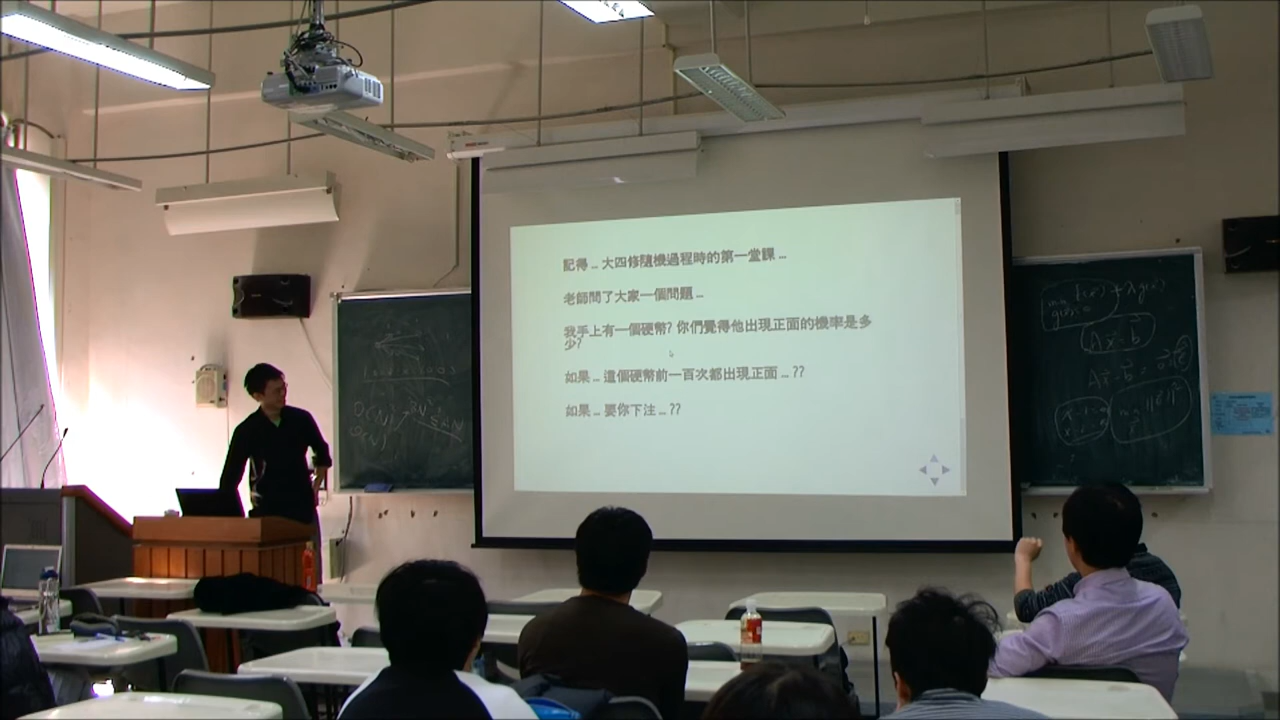 記得 … 大四修隨機過程時的第一堂課 …
老師問了大家一個問題 …
我手上有一個硬幣? 你們覺得他出現正面的機率是多
少?
如果 … 這個硬幣前一百次都出現正面 … ??
如果 … 要你下注 … ??